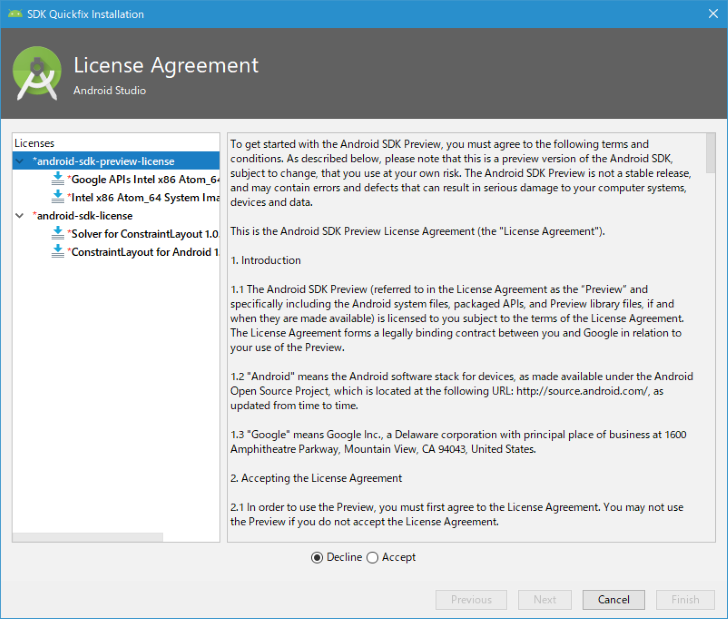 SDK Quickfix Installation
License Agreement
Android Studio
Licenses
*android-sdk-preview-license
*Google APIs Intel x86 Atom_64
*Intel x86 Atom_64 System Ima
*android-sdk-license
*Solver for ConstraintLayout 1.0.
*ConstraintLayout for Android 1.
To get started with the Android SDK Preview, you must agree to the following terms and
conditions. As described below, please note that this is a preview version of the Android SDK,
subject to change, that you use at your own risk. The Android SDK Preview is not a stable release,
and may contain errors and defects that can result in serious damage to your computer systems,
devices and data.
This is the Android SDK Preview License Agreement (the "License Agreement").
1. Introduction
1.1 The Android SDK Preview (referred to in the License Agreement as the “Preview” and
specifically including the Android system files, packaged APIs, and Preview library files, if and
when they are made available) is licensed to you subject to the terms of the License Agreement.
The License Agreement forms a legally binding contract between you and Google in relation to
your use of the Preview.
1.2 "Android" means the Android software stack for devices, as made available under the Android
Open Source Project, which is located at the following URL: http://source.android.com/, as
updated from time to time.
1.3 "Google" means Google Inc., a Delaware corporation with principal place of business at 1600
Amphitheatre Parkway, Mountain View, CA 94043, United States.
2. Accepting the License Agreement
2.1 In order to use the Preview, you must first agree to the License Agreement. You may not use
the Preview if you do not accept the License Agreement.
Decline Accept
Previous Next Cancel Finish